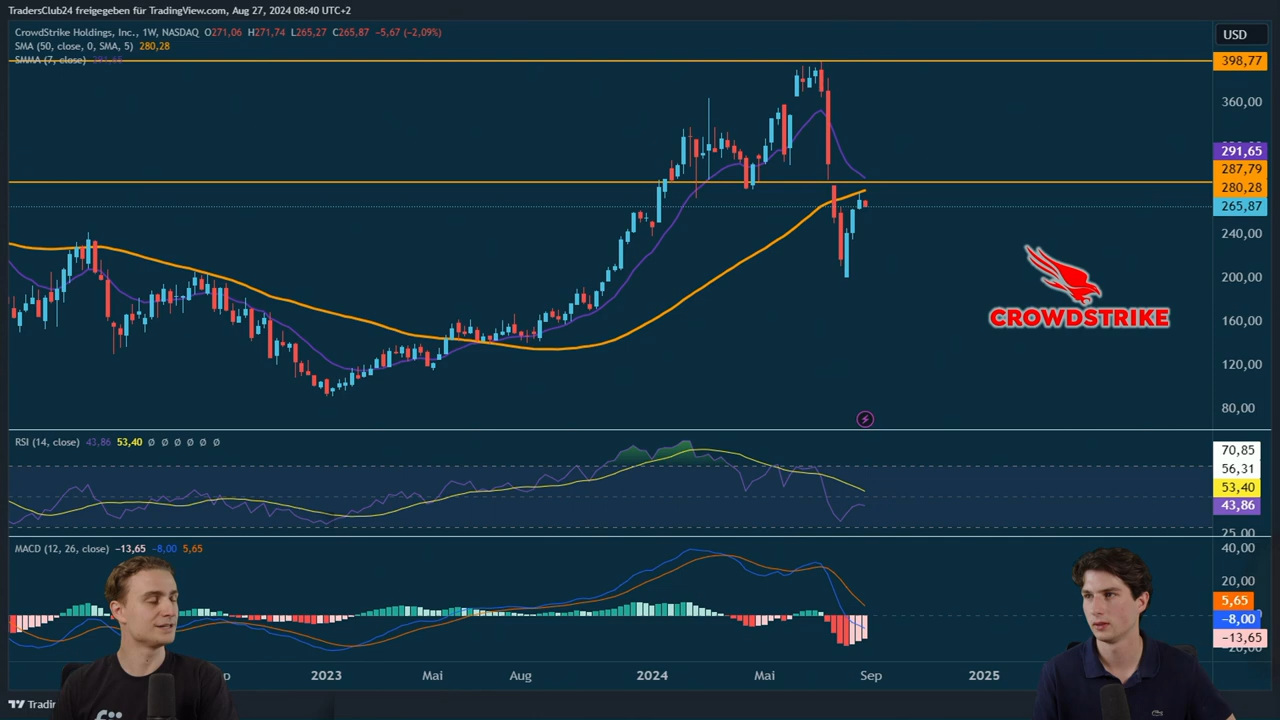 TradersClub24 freigegeben für TradingView.com, Aug 27, 2024 08:40 UTC+2
CrowdStrike Holdings, Inc., 1W, NASDAQ O271,06 H271,74 L265,27 C265,87 −5,67 (−2,09%)
SMA (50, close, 0, SMA, 5) 280,28
SMMA (7, close) 291,65
USD
398,77
360,00
291,65
287,79
280,28
265,87
240,00
200,00
160,00
120,00
80,00
CROWDSTRIKE
RSI (14, close) 43,86 53,40 Ø Ø Ø Ø Ø Ø
70,85
56,31
53,40
43,86
25,00
MACD (12, 26, close) −13,65 −8,00 5,65
40,00
20,00
5,65
−8,00
−13,65
−20,00
2023 Mai Aug 2024 Mai Sep 2025